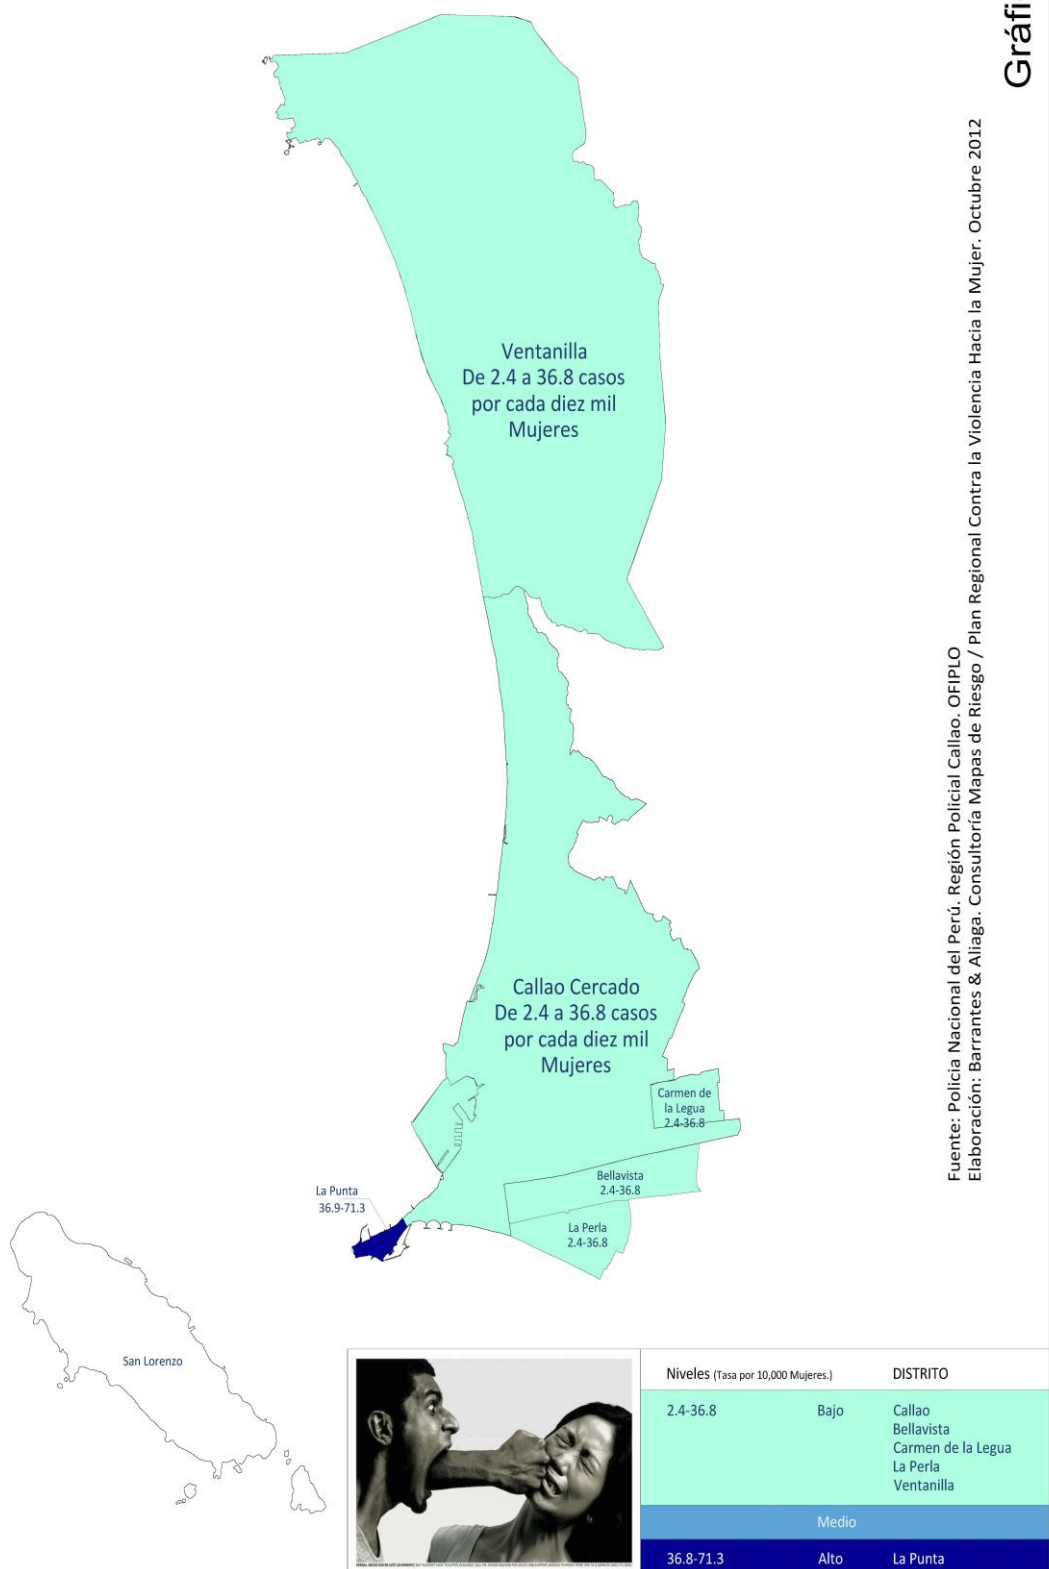 Gráfi
Fuente: Policia Nacional del Perú. Región Policial Callao. OFIPLO
Elaboración: Barrantes & Aliaga. Consultoría Mapas de Riesgo / Plan Regional Contra la Violencia Hacia la Mujer. Octubre 2012
Ventanilla
De 2.4 a 36.8 casos
por cada diez mil
Mujeres
Callao Cercado
De 2.4 a 36.8 casos
por cada diez mil
Mujeres
Carmen de
la Legua
2.4-36.8
Bellavista
2.4-36.8
La Perla
2.4-36.8
La Punta
36.9-71.3
San Lorenzo
Niveles (Tasa por 10,000 Mujeres.) DISTRITO
2.4-36.8 Bajo Callao
Bellavista
Carmen de la Legua
La Perla
Ventanilla
Medio
36.8-71.3 Alto La Punta